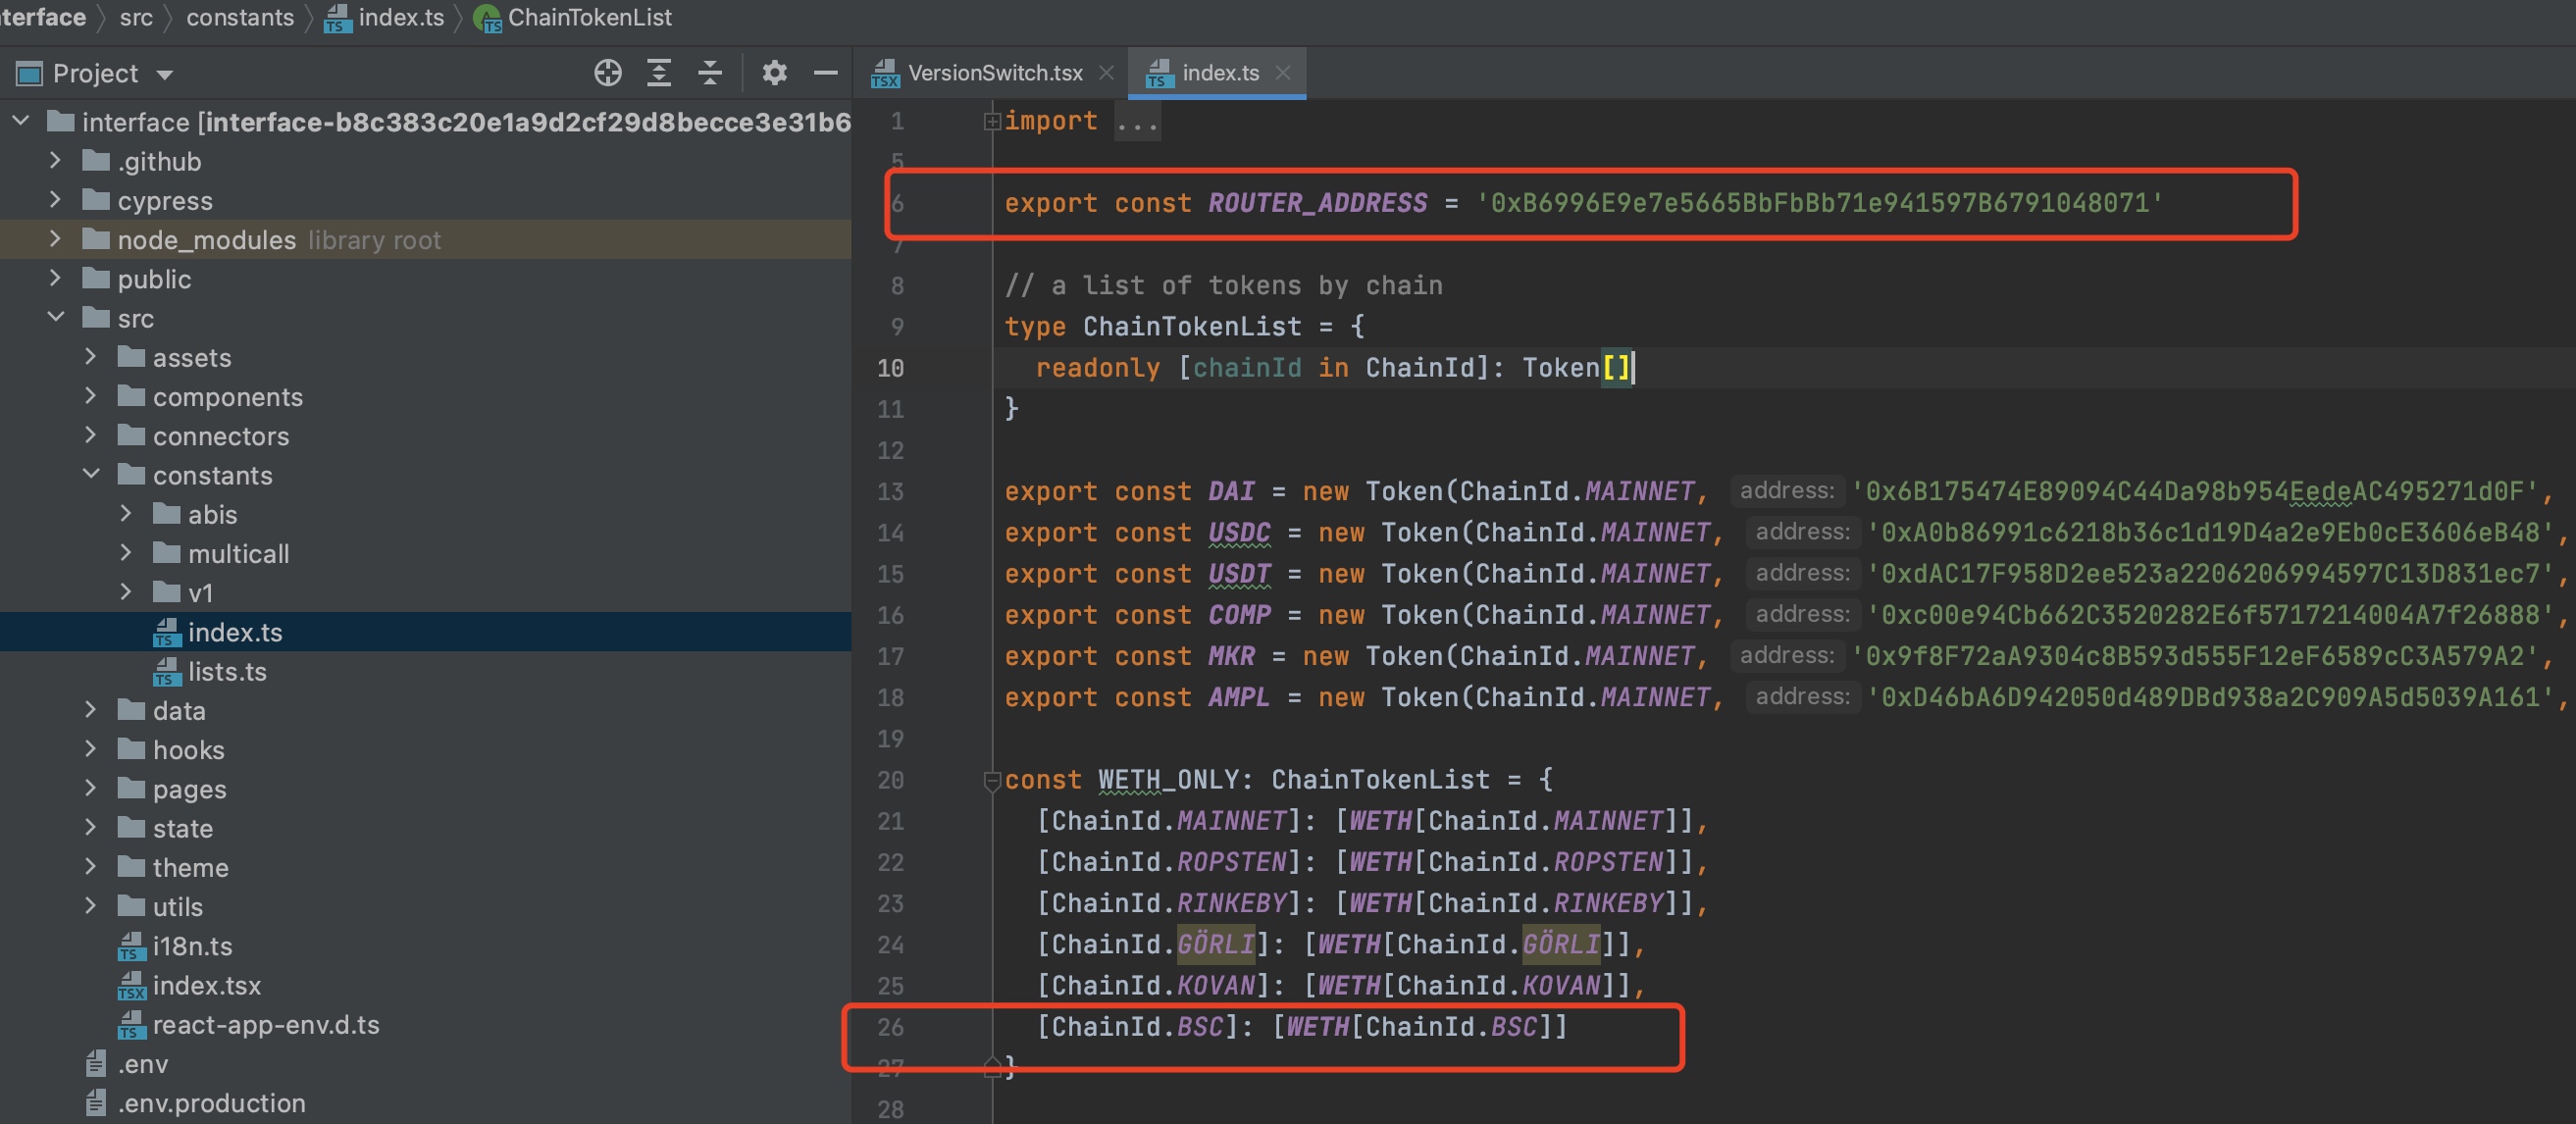 terface src constants index.ts ChainTokenList
Project
interface [interface-b8c383c20e1a9d2cf29d8becce3e31b6
.github
cypress
node_modules library root
public
src
assets
components
connectors
constants
abis
multicall
v1
index.ts
lists.ts
data
hooks
pages
state
theme
utils
i18n.ts
index.tsx
react-app-env.d.ts
.env
.env.production
VersionSwitch.tsx index.ts
1 import ...
5
6 export const ROUTER_ADDRESS = '0xB6996E9e7e5665BbFbBb71e941597B6791048071'
7
8 // a list of tokens by chain
9 type ChainTokenList = {
10 readonly [chainId in ChainId]: Token[]
11 }
12
13 export const DAI = new Token(ChainId.MAINNET, address: '0x6B175474E89094C44Da98b954EedeAC495271d0F',
14 export const USDC = new Token(ChainId.MAINNET, address: '0xA0b86991c6218b36c1d19D4a2e9Eb0cE3606eB48',
15 export const USDT = new Token(ChainId.MAINNET, address: '0xdAC17F958D2ee523a2206206994597C13D831ec7',
16 export const COMP = new Token(ChainId.MAINNET, address: '0xc00e94Cb662C3520282E6f5717214004A7f26888',
17 export const MKR = new Token(ChainId.MAINNET, address: '0x9f8F72aA9304c8B593d555F12eF6589cC3A579A2',
18 export const AMPL = new Token(ChainId.MAINNET, address: '0xD46bA6D942050d489DBd938a2C909A5d5039A161',
19
20 const WETH_ONLY: ChainTokenList = {
21 [ChainId.MAINNET]: [WETH[ChainId.MAINNET]],
22 [ChainId.ROPSTEN]: [WETH[ChainId.ROPSTEN]],
23 [ChainId.RINKEBY]: [WETH[ChainId.RINKEBY]],
24 [ChainId.GÖRLI]: [WETH[ChainId.GÖRLI]],
25 [ChainId.KOVAN]: [WETH[ChainId.KOVAN]],
26 [ChainId.BSC]: [WETH[ChainId.BSC]]
27 }
28